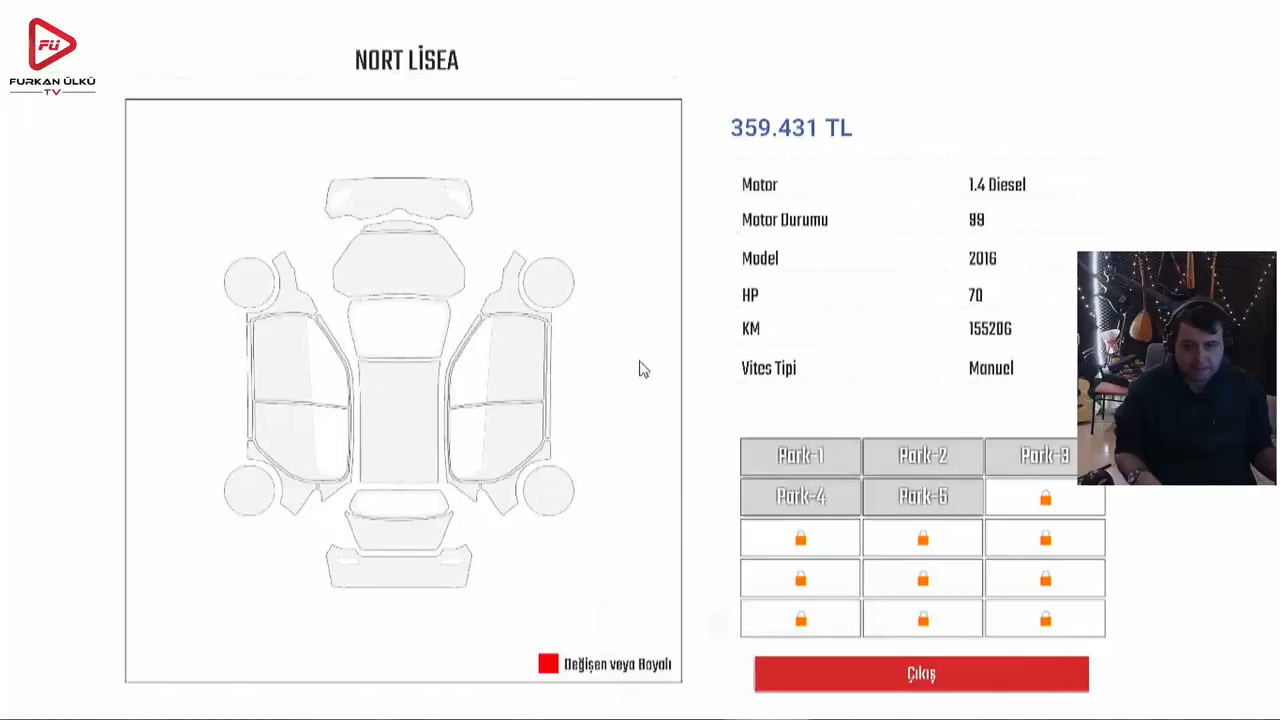 FU
FURKAN ÜLKÜ
TV
NORT LİSEA
359.431 TL
Motor 1.4 Diesel
Motor Durumu 99
Model 2016
HP 70
KM 155206
Vites Tipi Manuel
Park-1 Park-2 Park-3
Park-4 Park-5
Değişen veya Boyalı
Çıkış